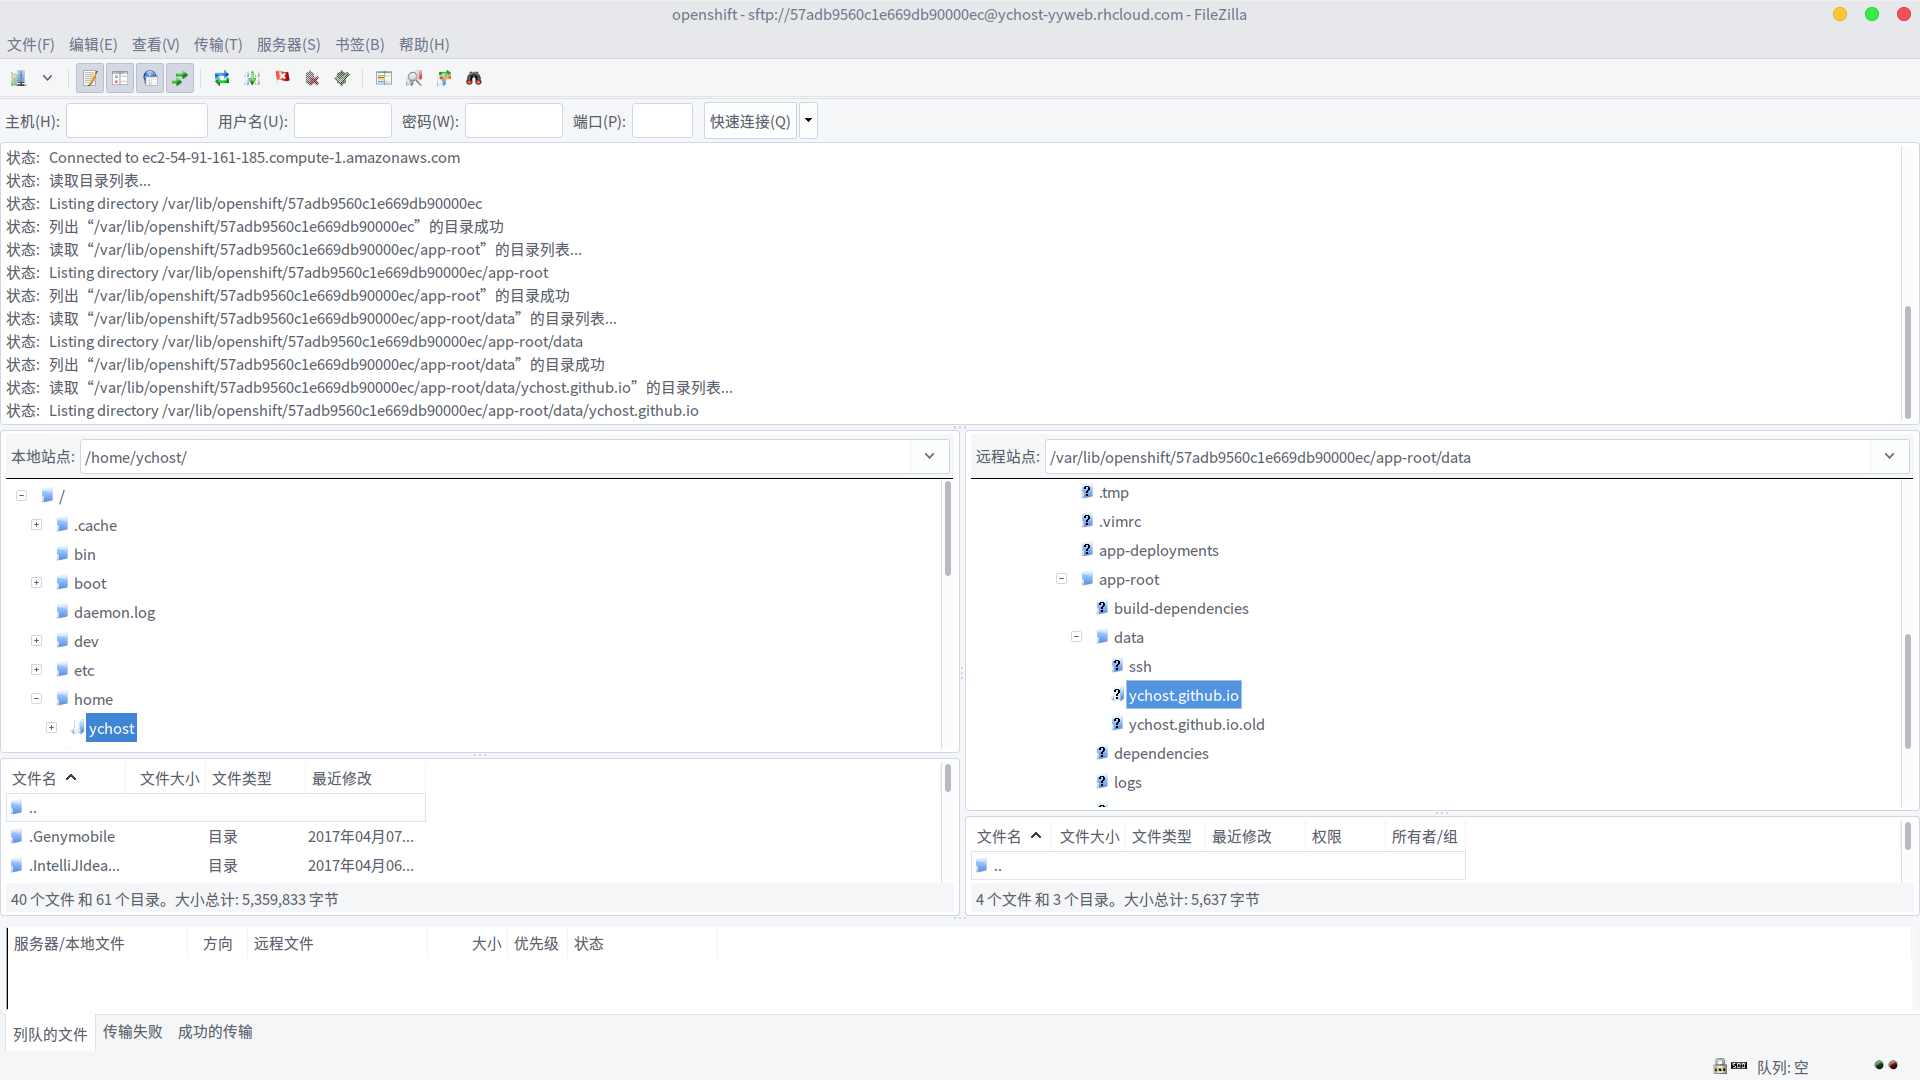 openshift - sftp://57adb9560c1e669db90000ec@ychost-yyweb.rhcloud.com - FileZilla
文件(F) 编辑(E) 查看(V) 传输(T) 服务器(S) 书签(B) 帮助(H)
主机(H): 用户名(U): 密码(W): 端口(P): 快速连接(Q)
状态: Connected to ec2-54-91-161-185.compute-1.amazonaws.com
状态: 读取目录列表...
状态: Listing directory /var/lib/openshift/57adb9560c1e669db90000ec
状态: 列出“/var/lib/openshift/57adb9560c1e669db90000ec”的目录成功
状态: 读取“/var/lib/openshift/57adb9560c1e669db90000ec/app-root”的目录列表...
状态: Listing directory /var/lib/openshift/57adb9560c1e669db90000ec/app-root
状态: 列出“/var/lib/openshift/57adb9560c1e669db90000ec/app-root”的目录成功
状态: 读取“/var/lib/openshift/57adb9560c1e669db90000ec/app-root/data”的目录列表...
状态: Listing directory /var/lib/openshift/57adb9560c1e669db90000ec/app-root/data
状态: 列出“/var/lib/openshift/57adb9560c1e669db90000ec/app-root/data”的目录成功
状态: 读取“/var/lib/openshift/57adb9560c1e669db90000ec/app-root/data/ychost.github.io”的目录列表...
状态: Listing directory /var/lib/openshift/57adb9560c1e669db90000ec/app-root/data/ychost.github.io
本地站点: /home/ychost/
/
.cache
bin
boot
daemon.log
dev
etc
home
ychost
文件名 文件大小 文件类型 最近修改
..
.Genymobile 目录 2017年04月07...
.IntelliJIdea... 目录 2017年04月06...
40 个文件 和 61 个目录。大小总计: 5,359,833 字节
远程站点: /var/lib/openshift/57adb9560c1e669db90000ec/app-root/data
.tmp
.vimrc
app-deployments
app-root
build-dependencies
data
ssh
ychost.github.io
ychost.github.io.old
dependencies
logs
文件名 文件大小 文件类型 最近修改 权限 所有者/组
..
4 个文件 和 3 个目录。大小总计: 5,637 字节
服务器/本地文件 方向 远程文件 大小 优先级 状态
列队的文件 传输失败 成功的传输
队列: 空